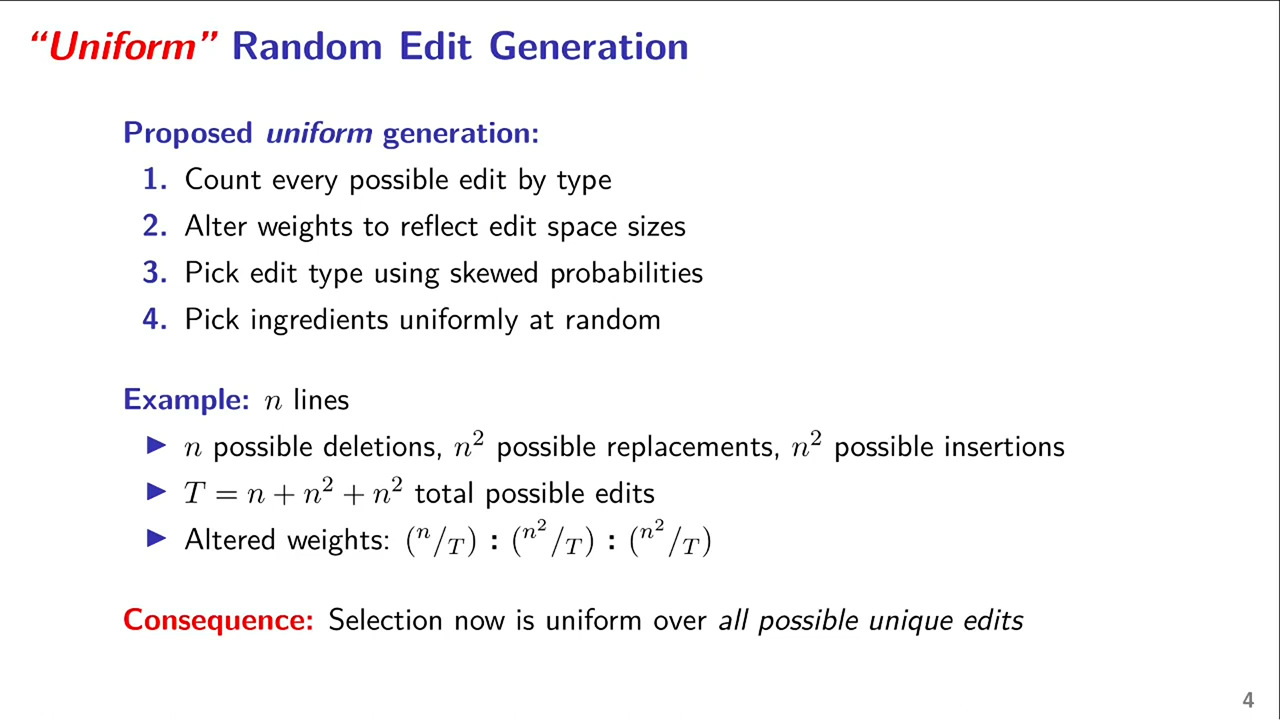 “Uniform” Random Edit Generation
Proposed uniform generation:
1. Count every possible edit by type
2. Alter weights to reflect edit space sizes
3. Pick edit type using skewed probabilities
4. Pick ingredients uniformly at random
Example: n lines
▶ n possible deletions, n² possible replacements, n² possible insertions
▶ T = n + n² + n² total possible edits
▶ Altered weights: (n/T) : (n²/T) : (n²/T)
Consequence: Selection now is uniform over all possible unique edits
4